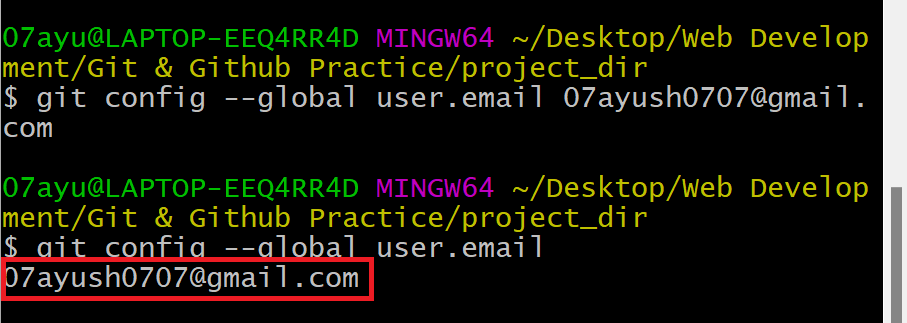 07ayu@LAPTOP-EEQ4RR4D MINGW64 ~/Desktop/Web Develop
ment/Git & Github Practice/project_dir
$ git config --global user.email 07ayush0707@gmail.
com
07ayu@LAPTOP-EEQ4RR4D MINGW64 ~/Desktop/Web Develop
ment/Git & Github Practice/project_dir
$ git config --global user.email
07ayush0707@gmail.com